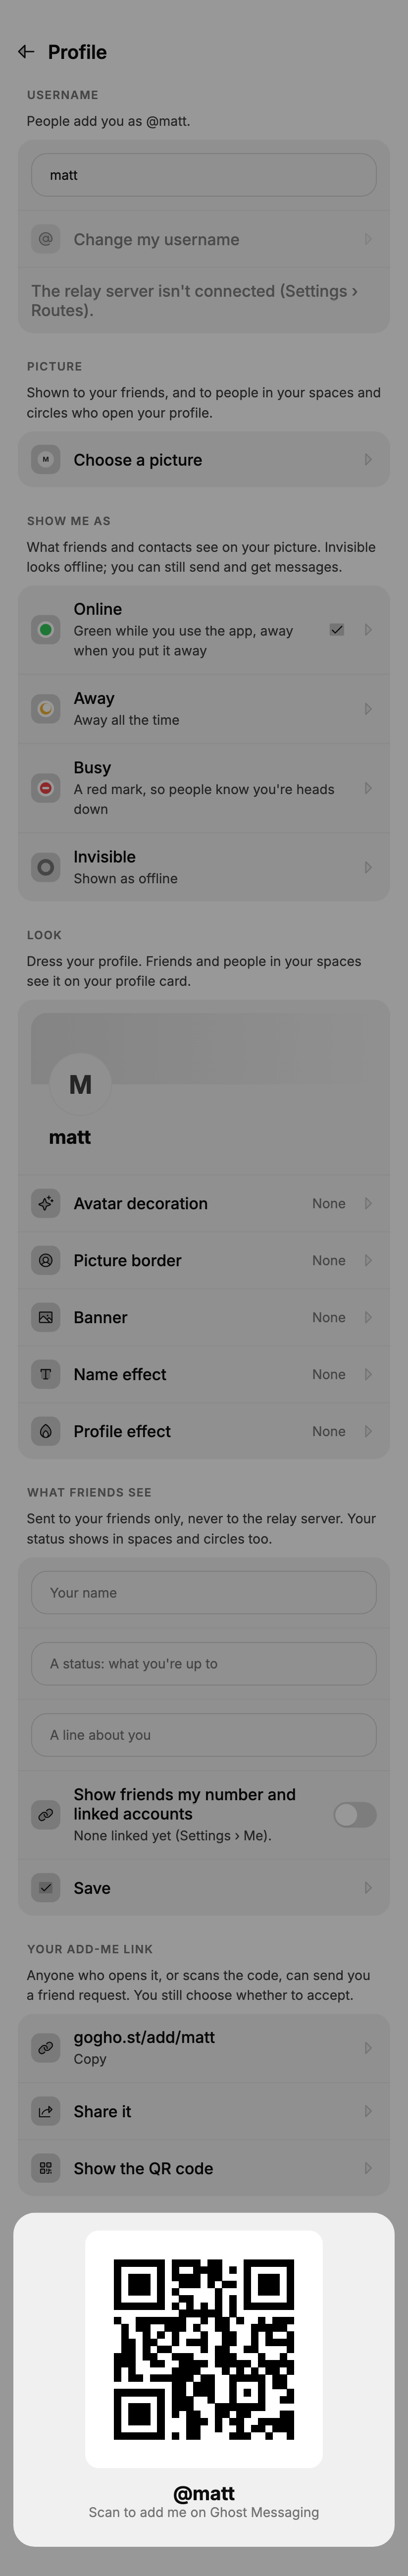 Profile
USERNAME
People add you as @matt.
matt
Change my username
The relay server isn't connected (Settings ›
Routes).
PICTURE
Shown to your friends, and to people in your spaces and
circles who open your profile.
M
Choose a picture
SHOW ME AS
What friends and contacts see on your picture. Invisible
looks offline; you can still send and get messages.
Online
Green while you use the app, away
when you put it away
Away
Away all the time
Busy
A red mark, so people know you're heads
down
Invisible
Shown as offline
LOOK
Dress your profile. Friends and people in your spaces
see it on your profile card.
M
matt
Avatar decoration None
Picture border None
Banner None
Name effect None
Profile effect None
WHAT FRIENDS SEE
Sent to your friends only, never to the relay server. Your
status shows in spaces and circles too.
Your name
A status: what you're up to
A line about you
Show friends my number and
linked accounts
None linked yet (Settings › Me).
Save
YOUR ADD-ME LINK
Anyone who opens it, or scans the code, can send you
a friend request. You still choose whether to accept.
gogho.st/add/matt
Copy
Share it
Show the QR code
@matt
Scan to add me on Ghost Messaging